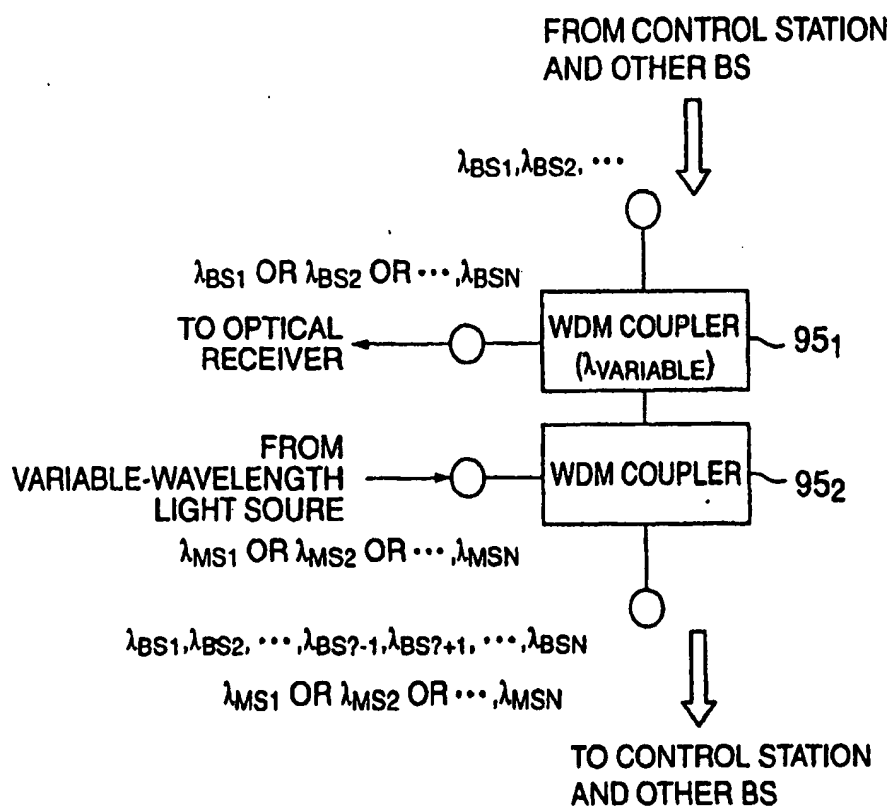 FROM CONTROL STATION
AND OTHER BS
λBS1,λBS2, ···
λBS1 OR λBS2 OR ···,λBSN
TO OPTICAL
RECEIVER
WDM COUPLER
(λVARIABLE)
951
FROM
VARIABLE-WAVELENGTH
LIGHT SOURE
WDM COUPLER
952
λMS1 OR λMS2 OR ···,λMSN
λBS1,λBS2, ···,λBS?-1,λBS?+1, ···,λBSN
λMS1 OR λMS2 OR ···,λMSN
TO CONTROL STATION
AND OTHER BS